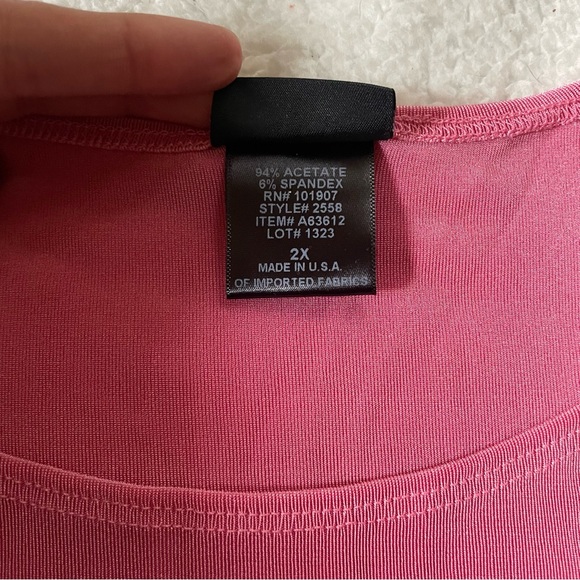 94% ACETATE
6% SPANDEX
RN# 101907
STYLE# 2558
ITEM# A63612
LOT# 1323
2X
MADE IN U.S.A.
OF IMPORTED FABRICS